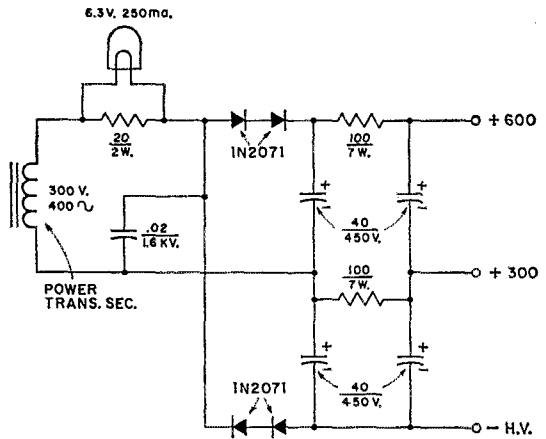 6.3V. 250ma.
20
2W.
1N2071
100
7W.
+600
300 V.
400 ∿
.02
1.6 KV.
+
-
+
-
40
450V.
POWER
TRANS. SEC.
100
7W.
+300
+
-
+
-
1N2071
40
450V.
- H.V.